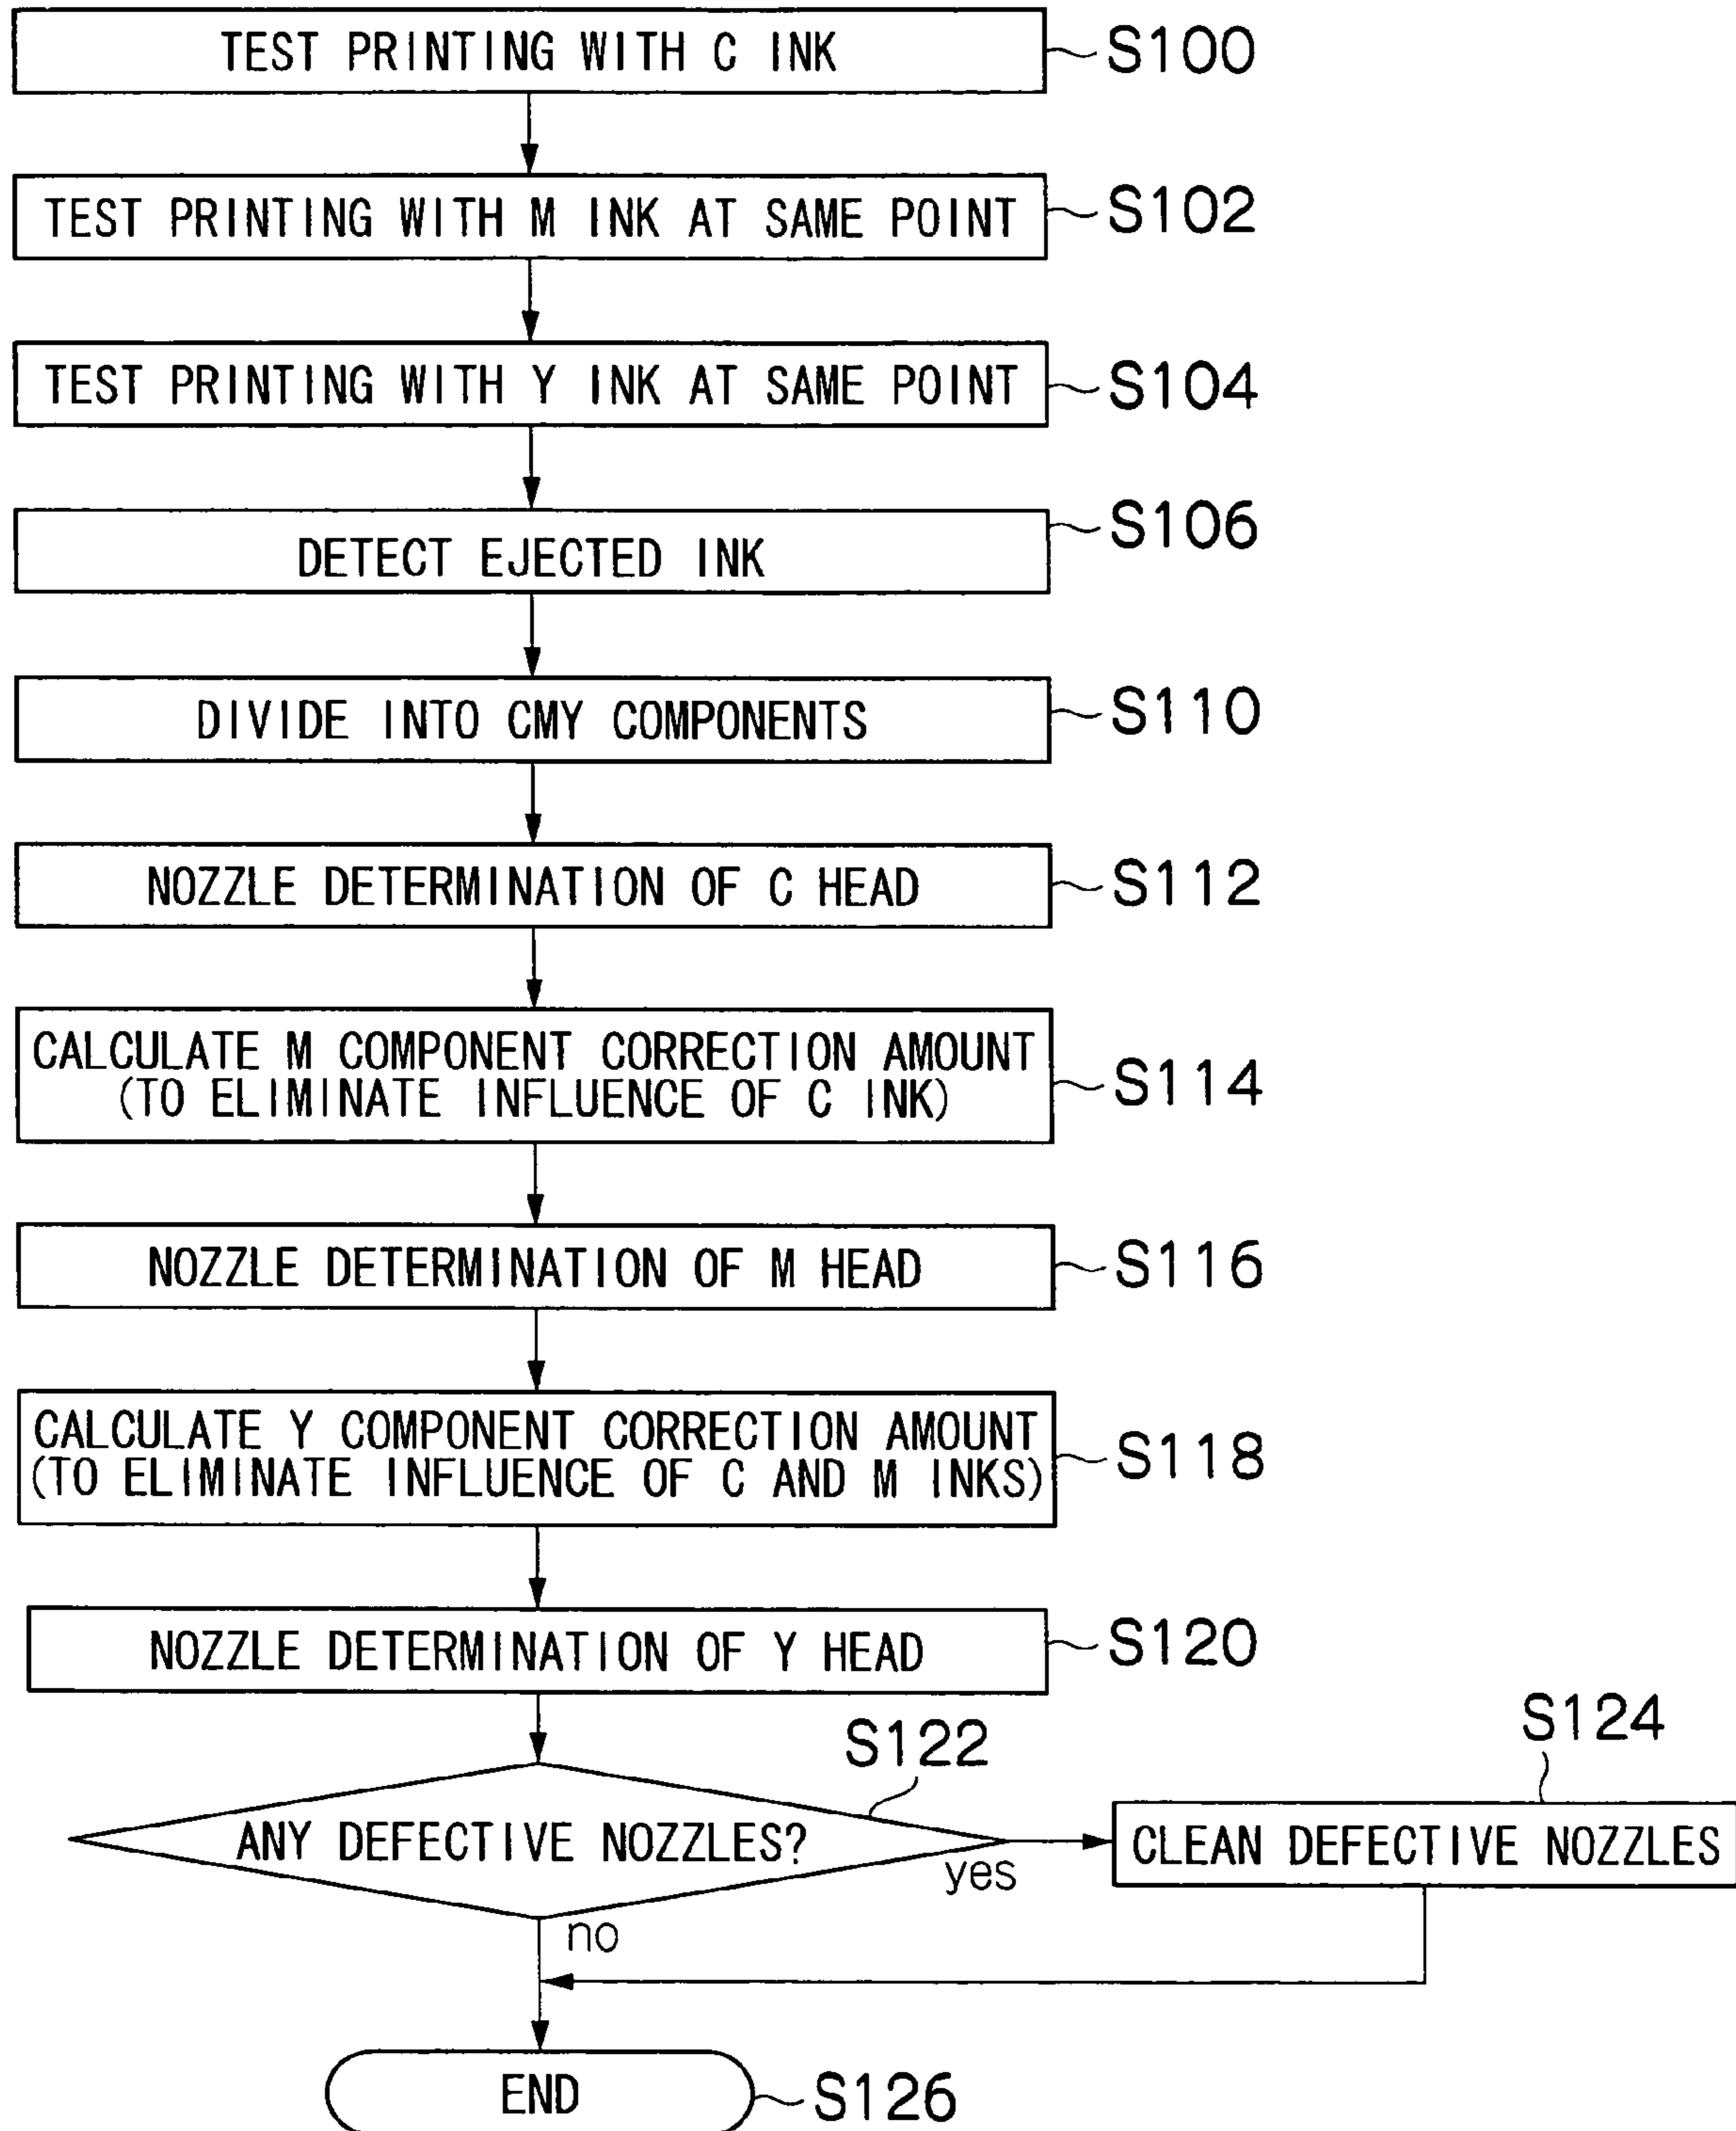 TEST PRINTING WITH C INK
S100
TEST PRINTING WITH M INK AT SAME POINT
S102
TEST PRINTING WITH Y INK AT SAME POINT
S104
DETECT EJECTED INK
S106
DIVIDE INTO CMY COMPONENTS
S110
NOZZLE DETERMINATION OF C HEAD
S112
CALCULATE M COMPONENT CORRECTION AMOUNT
(TO ELIMINATE INFLUENCE OF C INK)
S114
NOZZLE DETERMINATION OF M HEAD
S116
CALCULATE Y COMPONENT CORRECTION AMOUNT
(TO ELIMINATE INFLUENCE OF C AND M INKS)
S118
NOZZLE DETERMINATION OF Y HEAD
S120
S122
ANY DEFECTIVE NOZZLES?
yes
S124
CLEAN DEFECTIVE NOZZLES
no
END
S126